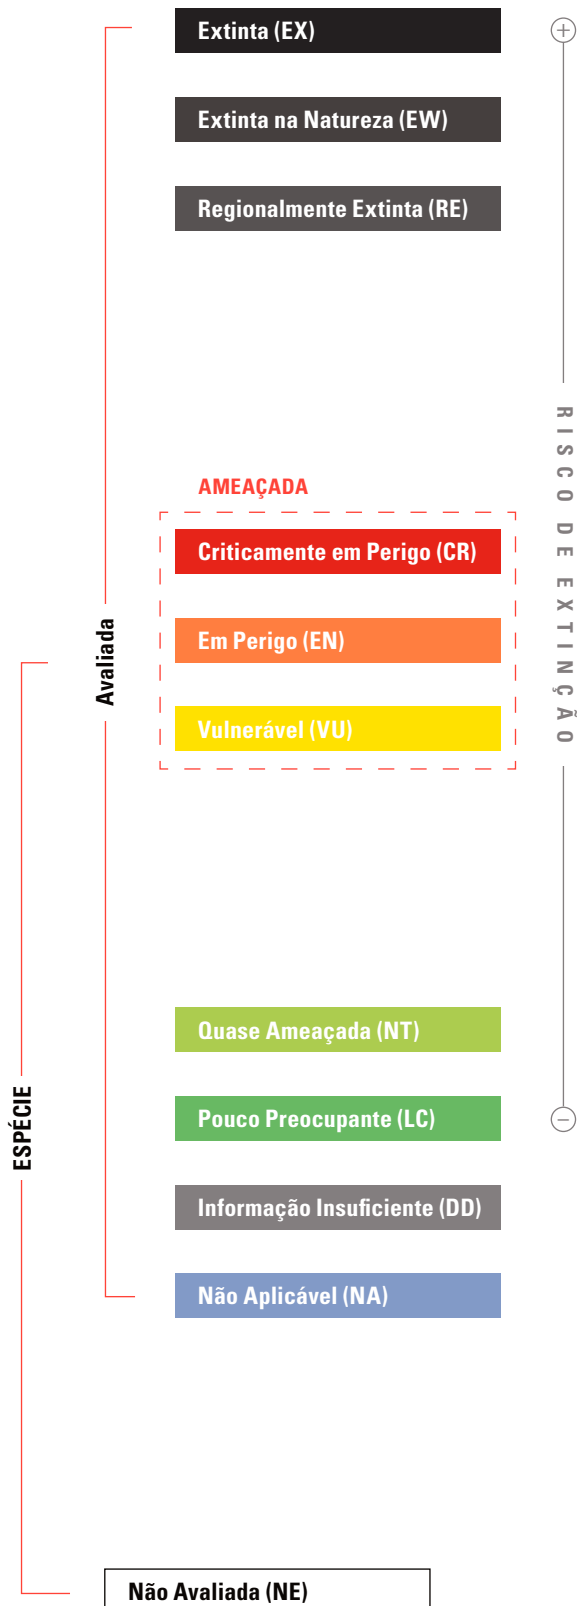 Extinta (EX)
Extinta na Natureza (EW)
Regionalmente Extinta (RE)
AMEAÇADA
Criticamente em Perigo (CR)
Em Perigo (EN)
Vulnerável (VU)
Quase Ameaçada (NT)
Pouco Preocupante (LC)
Informação Insuficiente (DD)
Não Aplicável (NA)
Não Avaliada (NE)
Avaliada
ESPÉCIE
+
RISCO DE EXTINÇÃO
−